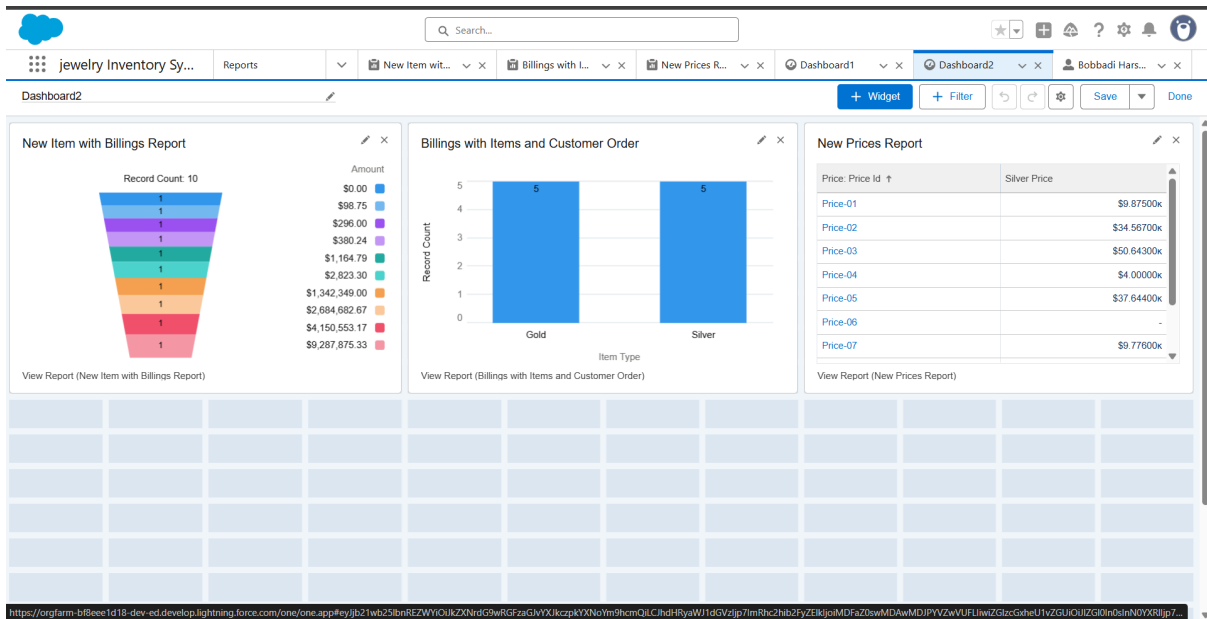 Search...
jewelry Inventory Sy...
Reports
New Item wit...
Billings with I...
New Prices R...
Dashboard1
Dashboard2
Bobbadi Hars...
Dashboard2
+ Widget
+ Filter
Save
Done
New Item with Billings Report
Record Count: 10
1
1
1
1
1
1
1
1
1
1
Amount
$0.00
$98.75
$296.00
$380.24
$1,164.79
$2,823.30
$1,342,349.00
$2,684,682.67
$4,150,553.17
$9,287,875.33
View Report (New Item with Billings Report)
Billings with Items and Customer Order
Record Count
5
4
3
2
1
0
5
5
Gold
Silver
Item Type
View Report (Billings with Items and Customer Order)
New Prices Report
Price: Price Id ↑ Silver Price
Price-01 $9.87500K
Price-02 $34.56700K
Price-03 $50.64300K
Price-04 $4.00000K
Price-05 $37.64400K
Price-06 -
Price-07 $9.77600K
View Report (New Prices Report)